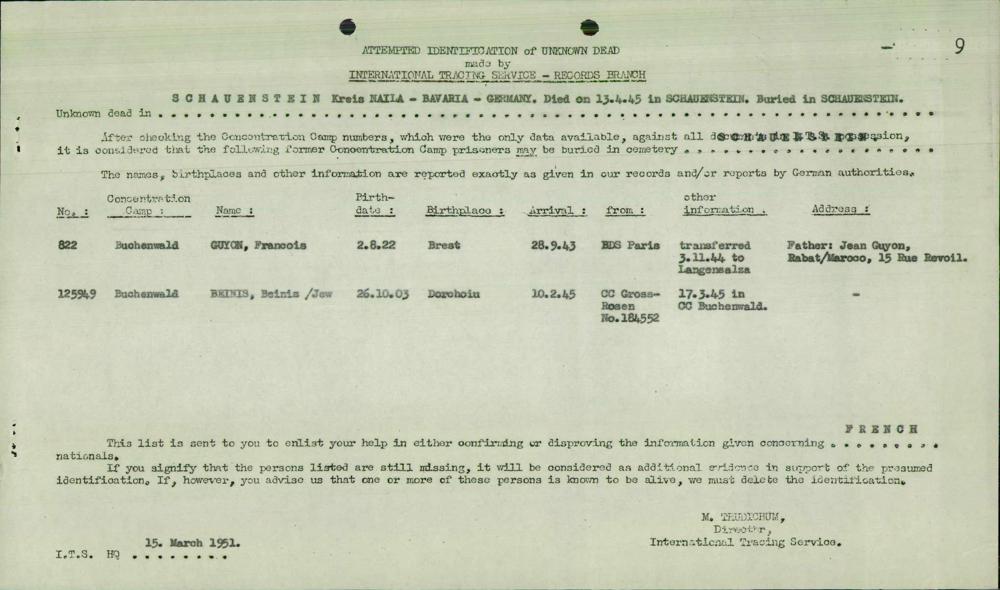 9
ATTEMPTED IDENTIFICATION of UNKNOWN DEAD
made by
INTERNATIONAL TRACING SERVICE - RECORDS BRANCH
S C H A U E N S T E I N Kreis NAILA - BAVARIA - GERMANY. Died on 13.4.45 in SCHAUENSTEIN. Buried in SCHAUENSTEIN.
Unknown dead in . . . . . . . . . . . . . . . . . . . . . . . . . . . . . . . . . . . . . . . . . . . . . . . . . . . .
After checking the Concentration Camp numbers, which were the only data available, against all
it is considered that the following former Concentration Camp prisoners may be buried in cemetery . . . . . . . . . . . . . . . . .
The names, birthplaces and other information are reported exactly as given in our records and/or reports by German authorities.
No. : Concentration Camp : Name : Birth-date : Birthplace : Arrival : from : other information . Address :
822 Buchenwald GUYON, Francois 2.8.22 Brest 28.9.43 BDS Paris transferred Father: Jean Guyon,
3.11.44 to Rabat/Maroco, 15 Rue Revoil.
Langensalza
125949 Buchenwald BEINIS, Beinis /Jew 26.10.03 Dorohoiu 10.2.45 CC Gross- 17.3.45 in -
Rosen CC Buchenwald.
No.184552
F R E N C H
This list is sent to you to enlist your help in either confirming or disproving the information given concerning . . . . . . . . .
nationals.
If you signify that the persons listed are still missing, it will be considered as additional evidence in support of the presumed
identification. If, however, you advise us that one or more of these persons is known to be alive, we must delete the identification.
M. THUDICHUM,
Director,
International Tracing Service.
15. March 1951.
I.T.S. HQ . . . . . . . .